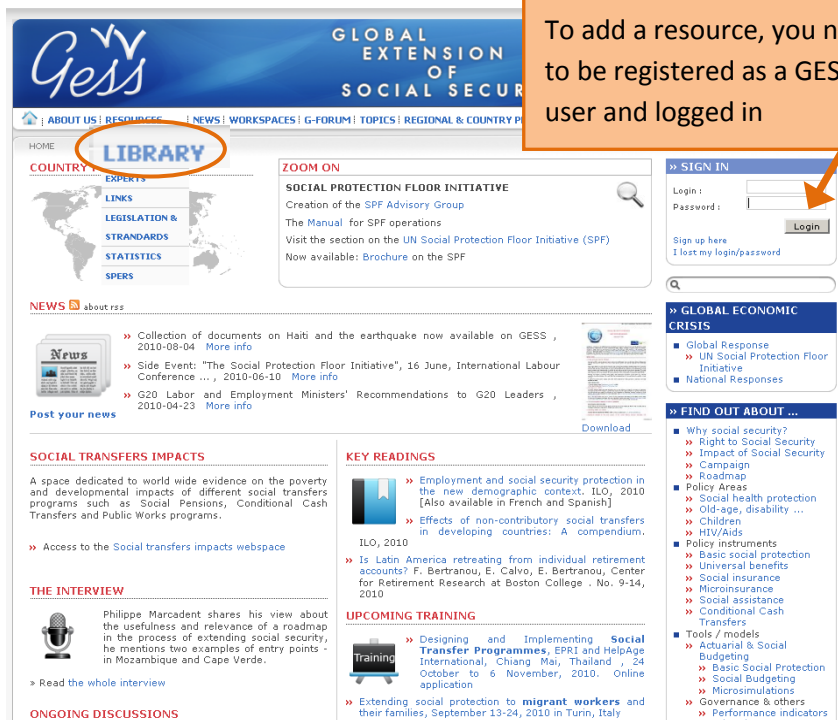 Gess
GLOBAL
EXTENSION
OF
SOCIAL SECUR
To add a resource, you n
to be registered as a GES
user and logged in
ABOUT US RESOURCES NEWS WORKSPACES G-FORUM TOPICS REGIONAL & COUNTRY P
HOME
LIBRARY
COUNTRY
EXPERTS
LINKS
LEGISLATION &
STRANDARDS
STATISTICS
SPERS
ZOOM ON
SOCIAL PROTECTION FLOOR INITIATIVE
Creation of the SPF Advisory Group
The Manual for SPF operations
Visit the section on the UN Social Protection Floor Initiative (SPF)
Now available: Brochure on the SPF
» SIGN IN
Login :
Password :
Login
Sign up here
I lost my login/password
NEWS about rss
News
Post your news
» Collection of documents on Haiti and the earthquake now available on GESS ,
2010-08-04 More info
» Side Event: "The Social Protection Floor Initiative", 16 June, International Labour
Conference ... , 2010-06-10 More info
» G20 Labor and Employment Ministers' Recommendations to G20 Leaders ,
2010-04-23 More info
Download
» GLOBAL ECONOMIC
CRISIS
Global Response
» UN Social Protection Floor
Initiative
National Responses
SOCIAL TRANSFERS IMPACTS
A space dedicated to world wide evidence on the poverty
and developmental impacts of different social transfers
programs such as Social Pensions, Conditional Cash
Transfers and Public Works programs.
» Access to the Social transfers impacts webspace
THE INTERVIEW
Philippe Marcadent shares his view about
the usefulness and relevance of a roadmap
in the process of extending social security,
he mentions two examples of entry points -
in Mozambique and Cape Verde.
» Read the whole interview
ONGOING DISCUSSIONS
KEY READINGS
» Employment and social security protection in
the new demographic context. ILO, 2010
[Also available in French and Spanish]
» Effects of non-contributory social transfers
in developing countries: A compendium.
ILO, 2010
» Is Latin America retreating from individual retirement
accounts? F. Bertranou, E. Calvo, E. Bertranou, Center
for Retirement Research at Boston College . No. 9-14,
2010
UPCOMING TRAINING
Training
» Designing and Implementing Social
Transfer Programmes, EPRI and HelpAge
International, Chiang Mai, Thailand , 24
October to 6 November, 2010. Online
application
» Extending social protection to migrant workers and
their families, September 13-24, 2010 in Turin, Italy
» FIND OUT ABOUT ...
Why social security?
» Right to Social Security
» Impact of Social Security
» Campaign
» Roadmap
Policy Areas
» Social health protection
» Old-age, disability ...
» Children
» HIV/Aids
Policy instruments
» Basic social protection
» Universal benefits
» Social insurance
» Microinsurance
» Social assistance
» Conditional Cash
Transfers
Tools / models
» Actuarial & Social
Budgeting
» Basic Social Protection
» Social Budgeting
» Microsimulations
» Governance & others
» Performance indicators